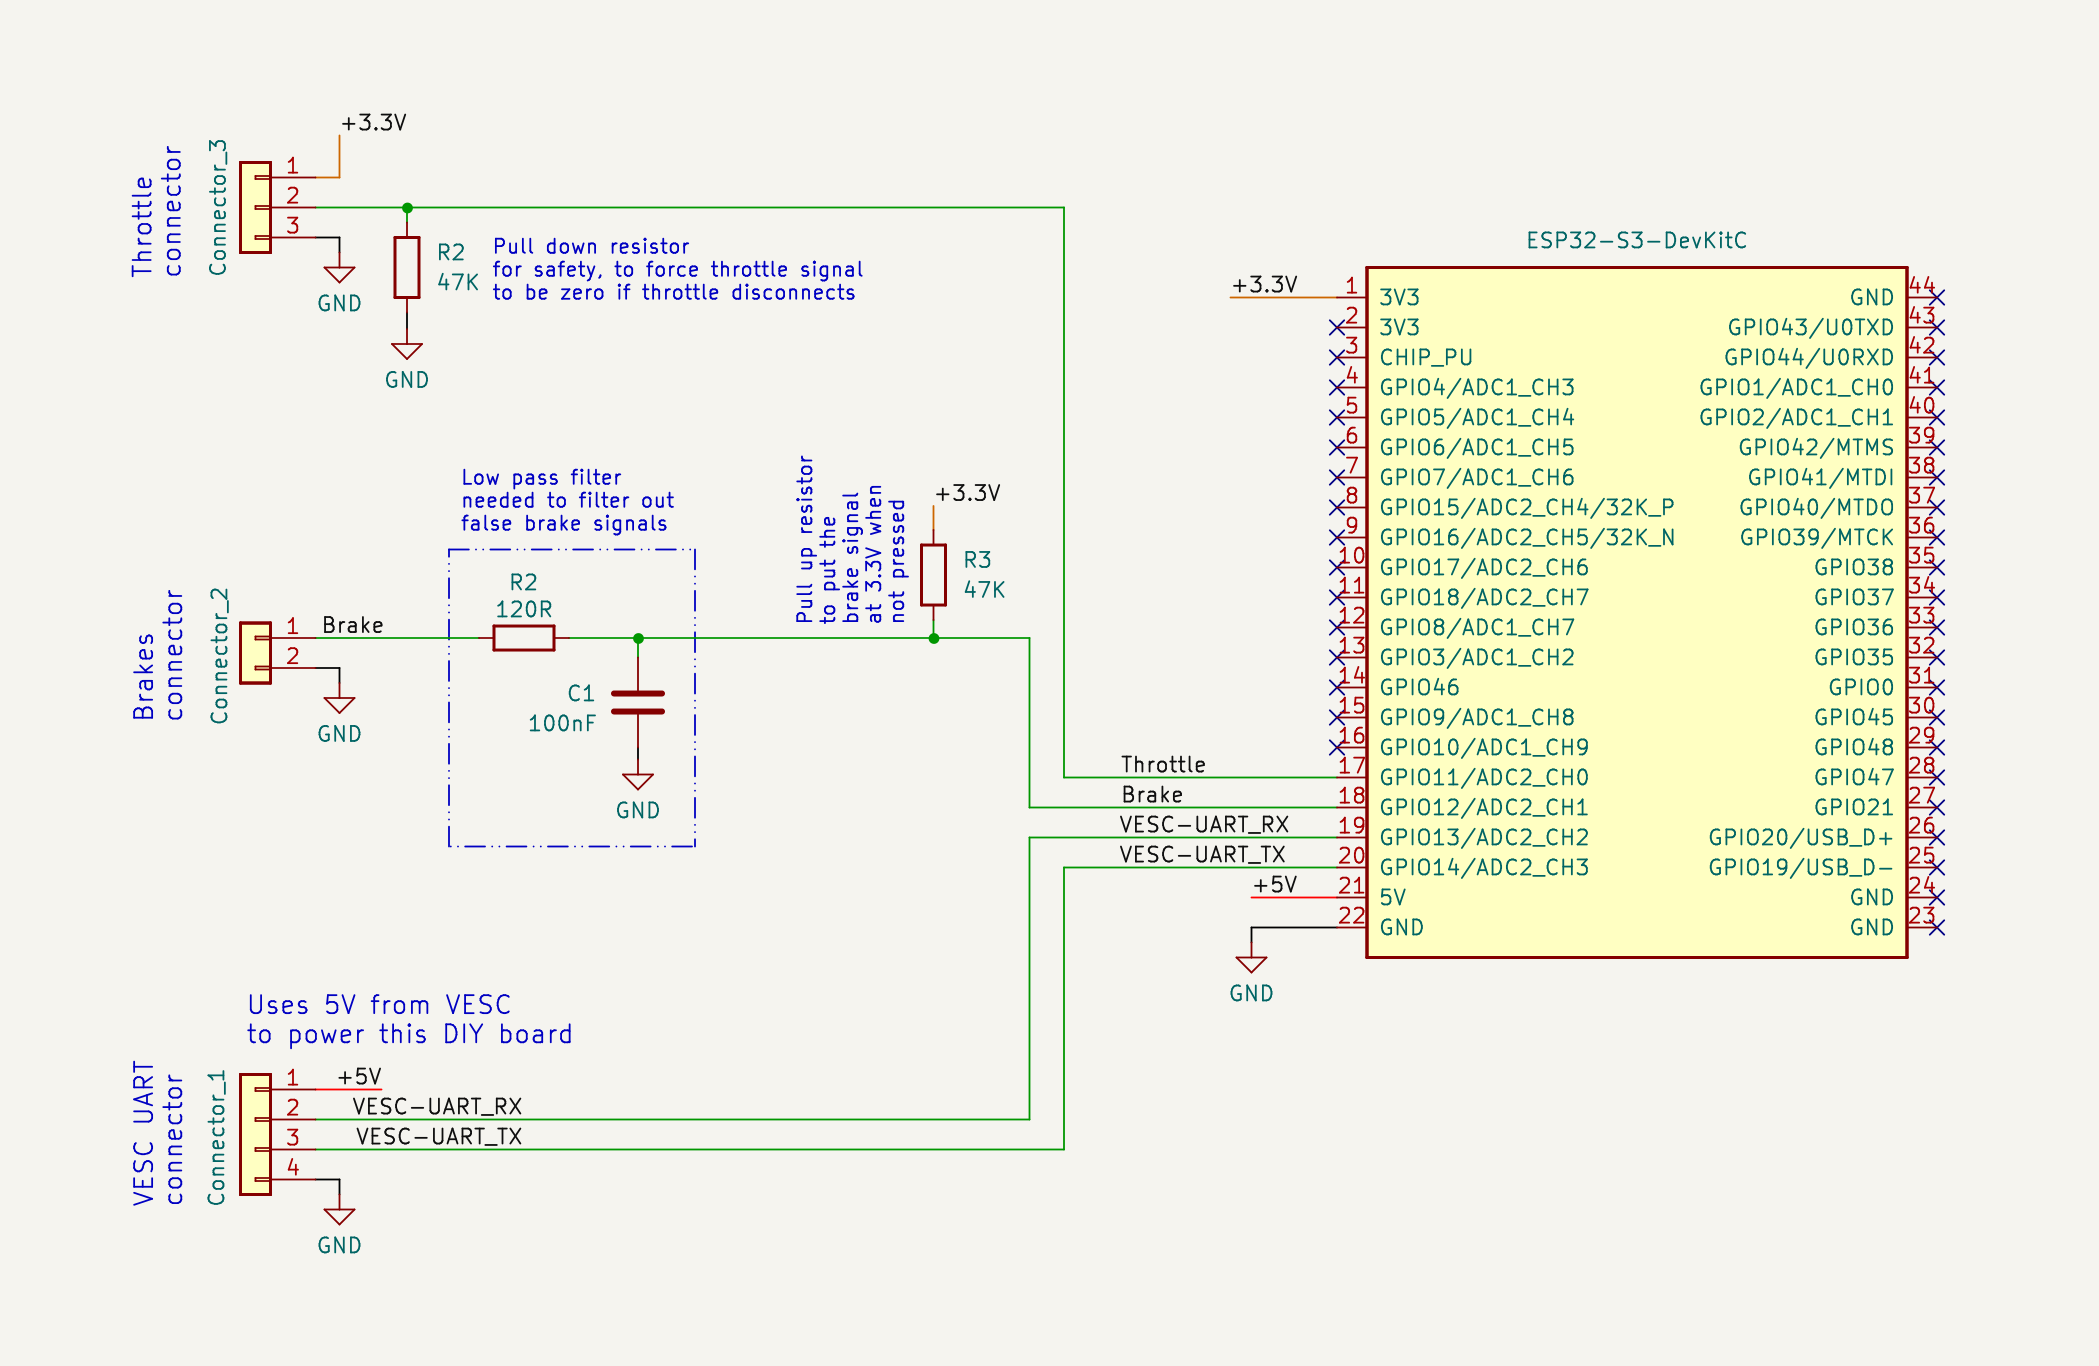 Throttle
connector
Connector_3
+3.3V
1
2
3
GND
R2
47K
GND
Pull down resistor
for safety, to force throttle signal
to be zero if throttle disconnects
Low pass filter
needed to filter out
false brake signals
Brakes
connector
Connector_2
1
2
Brake
GND
R2
120R
C1
100nF
GND
Pull up resistor
to put the
brake signal
at 3.3V when
not pressed
+3.3V
R3
47K
Uses 5V from VESC
to power this DIY board
VESC UART
connector
Connector_1
1
2
3
4
+5V
VESC-UART_RX
VESC-UART_TX
GND
ESP32-S3-DevKitC
+3.3V
Throttle
Brake
VESC-UART_RX
VESC-UART_TX
+5V
GND
1 3V3
2 3V3
3 CHIP_PU
4 GPIO4/ADC1_CH3
5 GPIO5/ADC1_CH4
6 GPIO6/ADC1_CH5
7 GPIO7/ADC1_CH6
8 GPIO15/ADC2_CH4/32K_P
9 GPIO16/ADC2_CH5/32K_N
10 GPIO17/ADC2_CH6
11 GPIO18/ADC2_CH7
12 GPIO8/ADC1_CH7
13 GPIO3/ADC1_CH2
14 GPIO46
15 GPIO9/ADC1_CH8
16 GPIO10/ADC1_CH9
17 GPIO11/ADC2_CH0
18 GPIO12/ADC2_CH1
19 GPIO13/ADC2_CH2
20 GPIO14/ADC2_CH3
21 5V
22 GND
GND 44
GPIO43/U0TXD 43
GPIO44/U0RXD 42
GPIO1/ADC1_CH0 41
GPIO2/ADC1_CH1 40
GPIO42/MTMS 39
GPIO41/MTDI 38
GPIO40/MTDO 37
GPIO39/MTCK 36
GPIO38 35
GPIO37 34
GPIO36 33
GPIO35 32
GPIO0 31
GPIO45 30
GPIO48 29
GPIO47 28
GPIO21 27
GPIO20/USB_D+ 26
GPIO19/USB_D- 25
GND 24
GND 23